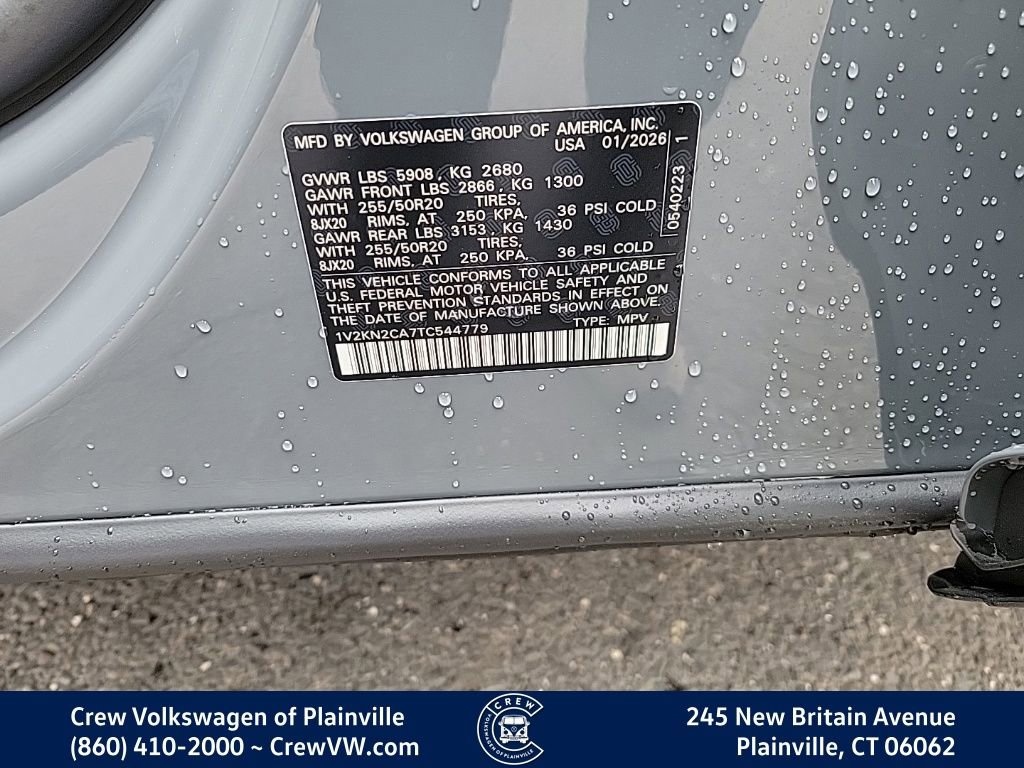 MFD BY VOLKSWAGEN GROUP OF AMERICA, INC.
USA 01/2026
GVWR LBS 5908, KG 2680
GAWR FRONT LBS 2866, KG 1300
WITH 255/50R20 TIRES,
8JX20 RIMS, AT 250 KPA, 36 PSI COLD
GAWR REAR LBS 3153, KG 1430
WITH 255/50R20 TIRES,
8JX20 RIMS, AT 250 KPA, 36 PSI COLD
THIS VEHICLE CONFORMS TO ALL APPLICABLE
U.S. FEDERAL MOTOR VEHICLE SAFETY AND
THEFT PREVENTION STANDARDS IN EFFECT ON
THE DATE OF MANUFACTURE SHOWN ABOVE.
1V2KN2CA7TC544779 TYPE: MPV
0540223 1
Crew Volkswagen of Plainville
(860) 410-2000 ~ CrewVW.com
CREW
VOLKSWAGEN OF PLAINVILLE
245 New Britain Avenue
Plainville, CT 06062